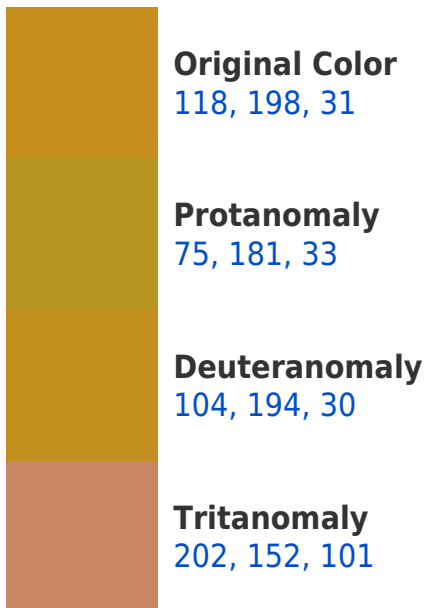 Original Color
118, 198, 31
Protanomaly
75, 181, 33
Deuteranomaly
104, 194, 30
Tritanomaly
202, 152, 101